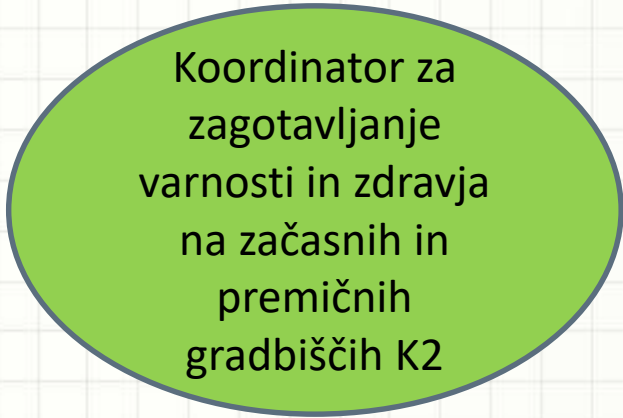 Koordinator za
zagotavljanje
varnosti in zdravja
na začasnih in
premičnih
gradbiščih K2